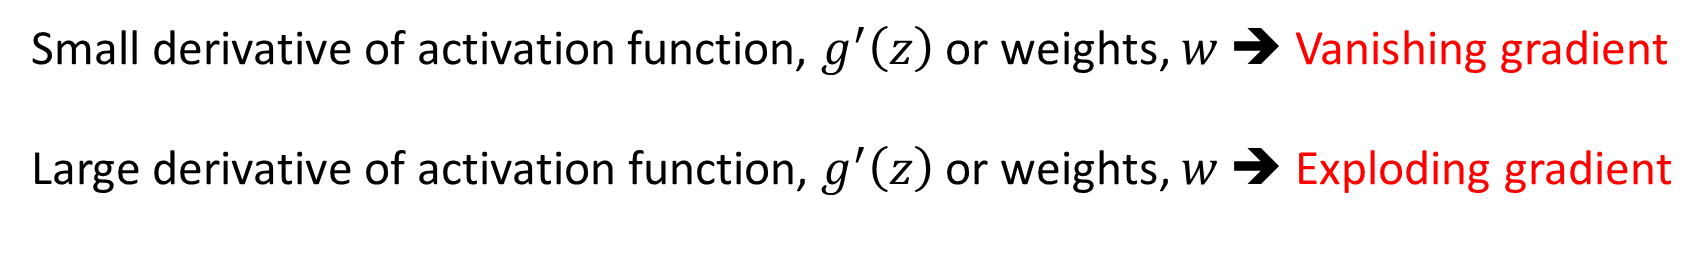 Small derivative of activation function, g′(z) or weights, w ➔ Vanishing gradient
Large derivative of activation function, g′(z) or weights, w ➔ Exploding gradient